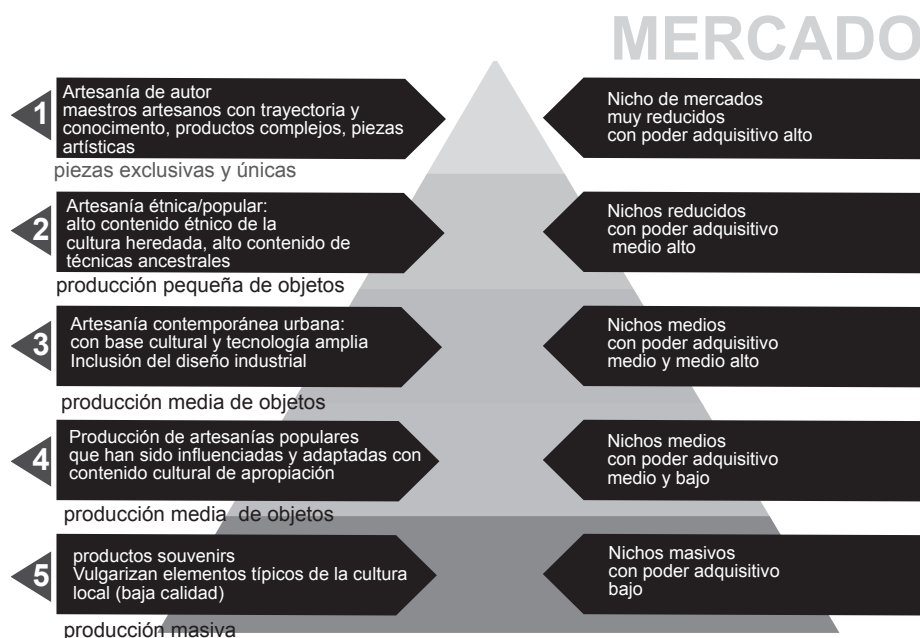 MERCADO
1
Artesanía de autor
maestros artesanos con trayectoria y
conocimento, productos complejos, piezas
artísticas
piezas exclusivas y únicas
Nicho de mercados
muy reducidos
con poder adquisitivo alto
2
Artesanía étnica/popular:
alto contenido étnico de la
cultura heredada, alto contenido de
técnicas ancestrales
producción pequeña de objetos
Nichos reducidos
con poder adquisitivo
medio alto
3
Artesanía contemporánea urbana:
con base cultural y tecnología amplia
Inclusión del diseño industrial
producción media de objetos
Nichos medios
con poder adquisitivo
medio y medio alto
4
Producción de artesanías populares
que han sido influenciadas y adaptadas con
contenido cultural de apropiación
producción media de objetos
Nichos medios
con poder adquisitivo
medio y bajo
5
productos souvenirs
Vulgarizan elementos típicos de la cultura
local (baja calidad)
producción masiva
Nichos masivos
con poder adquisitivo
bajo